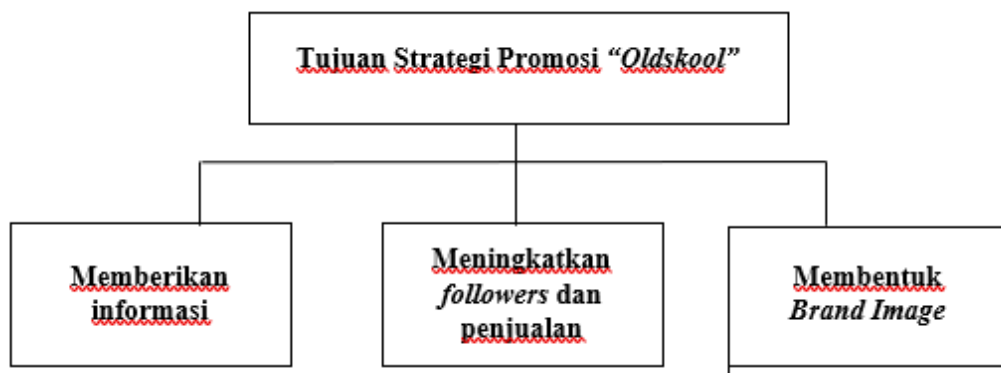 Tujuan Strategi Promosi “Oldskool”
Memberikan
informasi
Meningkatkan
followers dan
penjualan
Membentuk
Brand Image